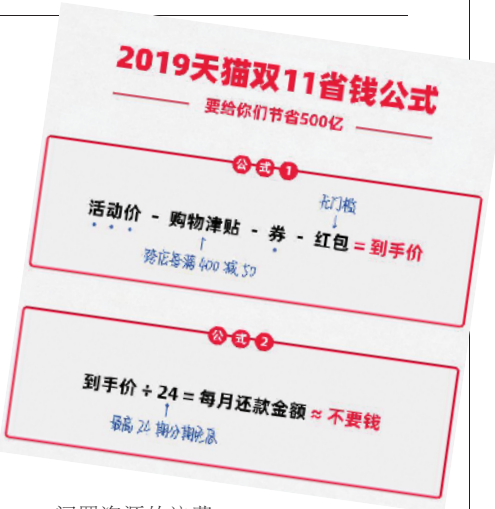 2019天猫双11省钱公式
要给你们节省500亿
公式1
无门槛
↓
活动价 - 购物津贴 - 券 - 红包 = 到手价
↑
跨店每满400减50
公式2
到手价 ÷ 24 = 每月还款金额 ≈ 不要钱
↑
最高24期分期免息